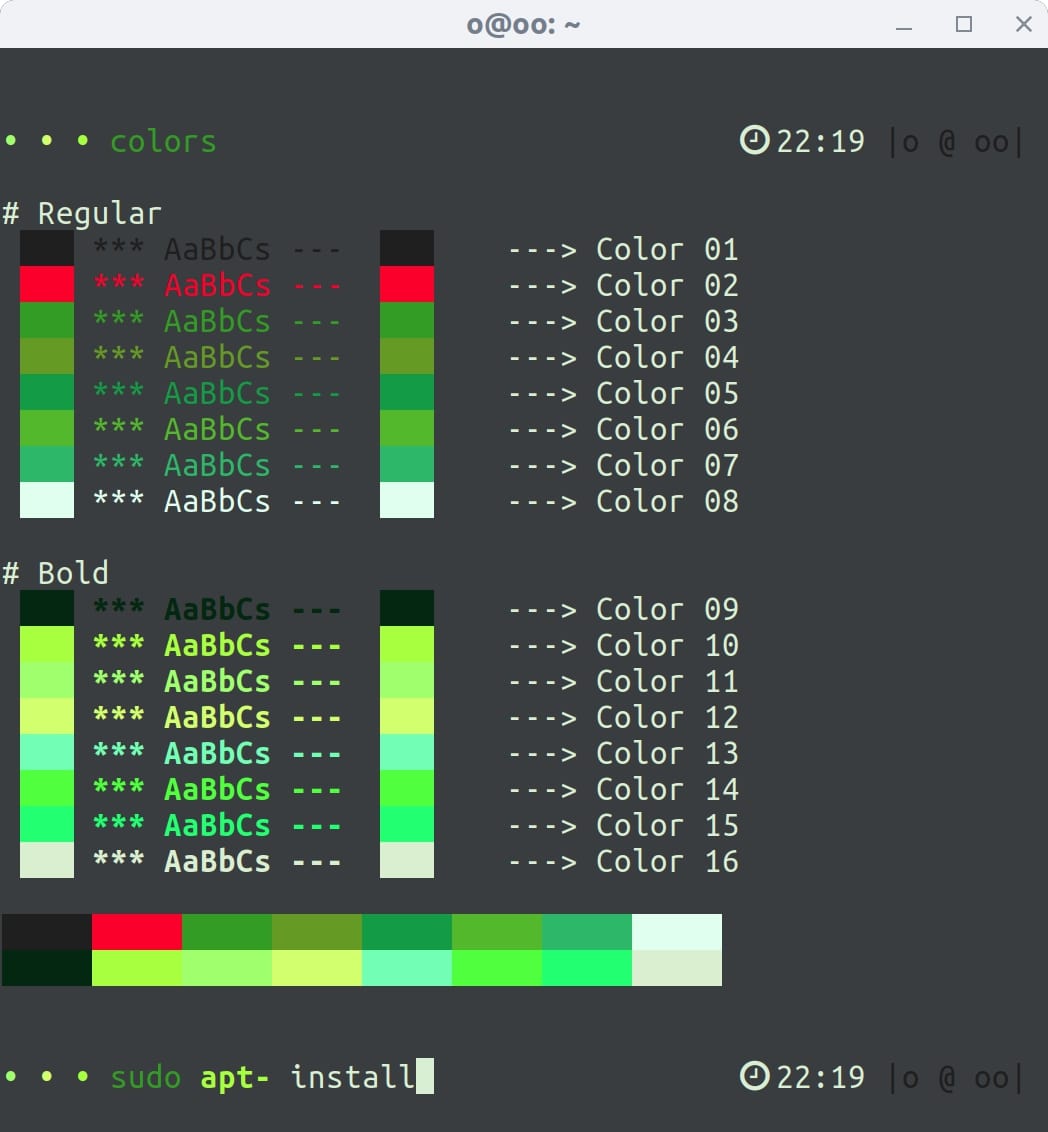 o@oo: ~
• • • colors 22:19 |o @ oo|
# Regular
*** AaBbCs --- ---> Color 01
*** AaBbCs --- ---> Color 02
*** AaBbCs --- ---> Color 03
*** AaBbCs --- ---> Color 04
*** AaBbCs --- ---> Color 05
*** AaBbCs --- ---> Color 06
*** AaBbCs --- ---> Color 07
*** AaBbCs --- ---> Color 08
# Bold
*** AaBbCs --- ---> Color 09
*** AaBbCs --- ---> Color 10
*** AaBbCs --- ---> Color 11
*** AaBbCs --- ---> Color 12
*** AaBbCs --- ---> Color 13
*** AaBbCs --- ---> Color 14
*** AaBbCs --- ---> Color 15
*** AaBbCs --- ---> Color 16
• • • sudo apt- install 22:19 |o @ oo|